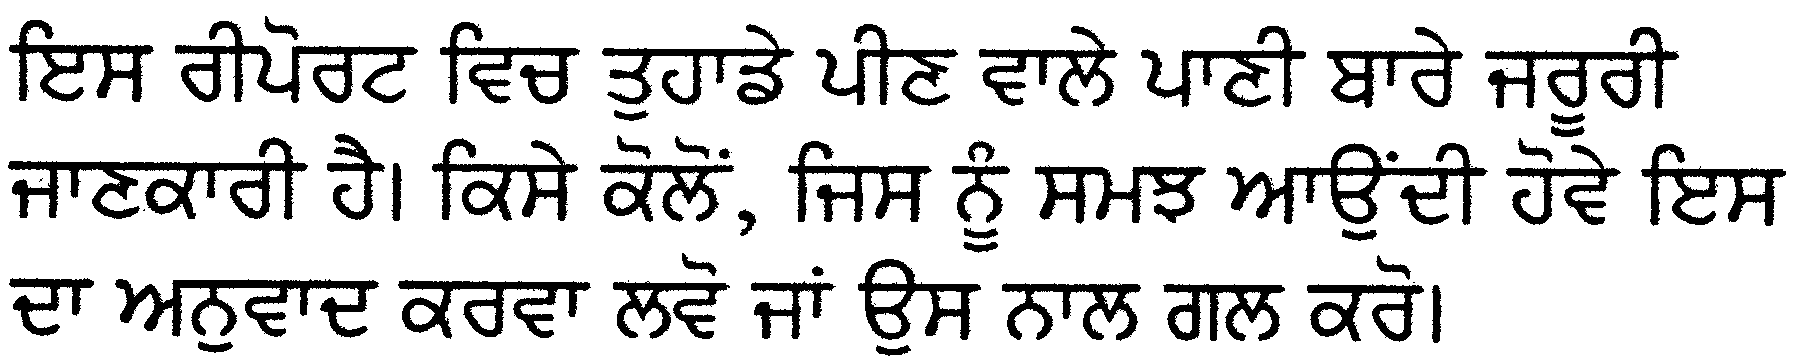 ਇਸ ਰੀਪੋਰਟ ਵਿਚ ਤੁਹਾਡੇ ਪੀਣ ਵਾਲੇ ਪਾਣੀ ਬਾਰੇ ਜਰੂਰੀ
ਜਾਣਕਾਰੀ ਹੈ। ਕਿਸੇ ਕੋਲੋਂ, ਜਿਸ ਨੂੰ ਸਮਝ ਆਉਂਦੀ ਹੋਵੇ ਇਸ
ਦਾ ਅਨੁਵਾਦ ਕਰਵਾ ਲਵੋ ਜਾਂ ਉਸ ਨਾਲ ਗਲ ਕਰੋ।